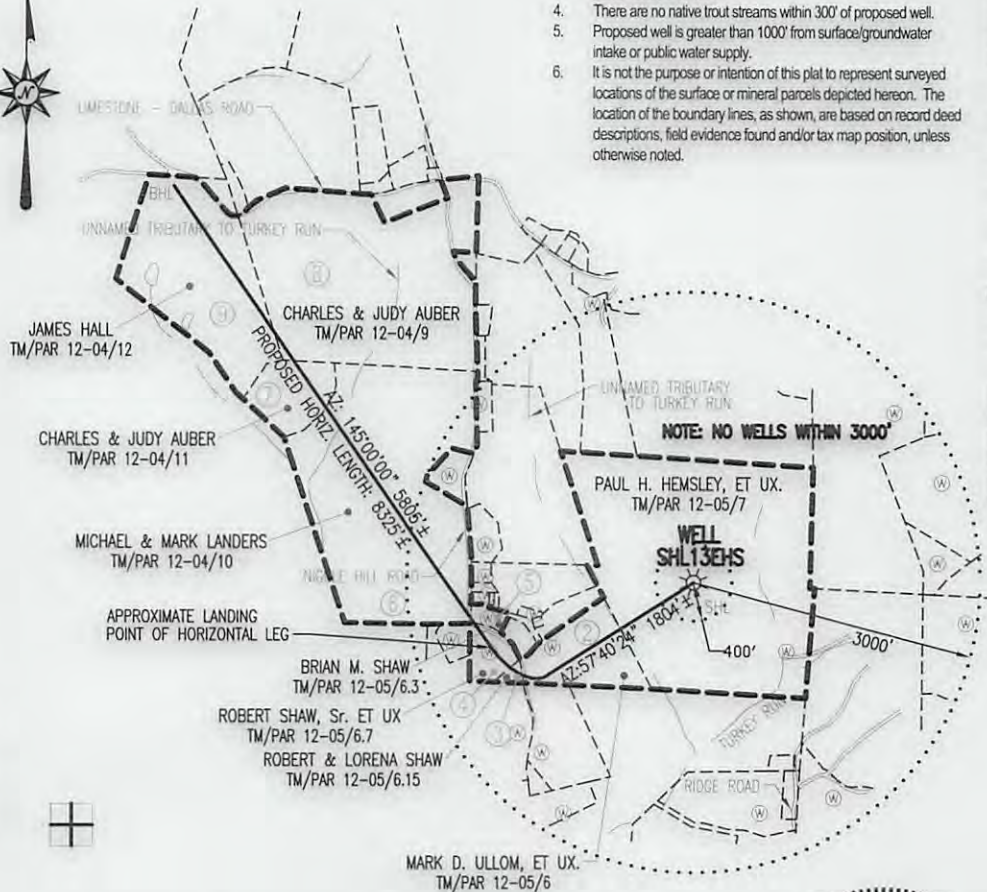 4. There are no native trout streams within 300' of proposed well.
5. Proposed well is greater than 1000' from surface/groundwater
intake or public water supply.
6. It is not the purpose or intention of this plat to represent surveyed
locations of the surface or mineral parcels depicted hereon. The
location of the boundary lines, as shown, are based on record deed
descriptions, field evidence found and/or tax map position, unless
otherwise noted.
N
LIMESTONE - DALLAS ROAD
BHL
UNNAMED TRIBUTARY TO TURKEY RUN
8
9
CHARLES & JUDY AUBER
TM/PAR 12-04/9
JAMES HALL
TM/PAR 12-04/12
PROPOSED HORIZ. LENGTH: 8325'±
AZ: 145°00'00" 5805'±
7
UNNAMED TRIBUTARY
TO TURKEY RUN
W
W
W
NOTE: NO WELLS WITHIN 3000'
CHARLES & JUDY AUBER
TM/PAR 12-04/11
PAUL H. HEMSLEY, ET UX.
TM/PAR 12-05/7
W
W
WELL
SHL13EHS
SHL
MICHAEL & MARK LANDERS
TM/PAR 12-04/10
W
W
W
W
W
6
5
2
APPROXIMATE LANDING
POINT OF HORIZONTAL LEG
AZ:57°40'24" 1804'±
400'
3000'
W
W
W
BRIAN M. SHAW
TM/PAR 12-05/6.3
4
3
ROBERT SHAW, Sr. ET UX
TM/PAR 12-05/6.7
W
W
TURKEY RUN
ROBERT & LORENA SHAW
TM/PAR 12-05/6.15
RIDGE ROAD
W
W
W
MARK D. ULLOM, ET UX.
TM/PAR 12-05/6